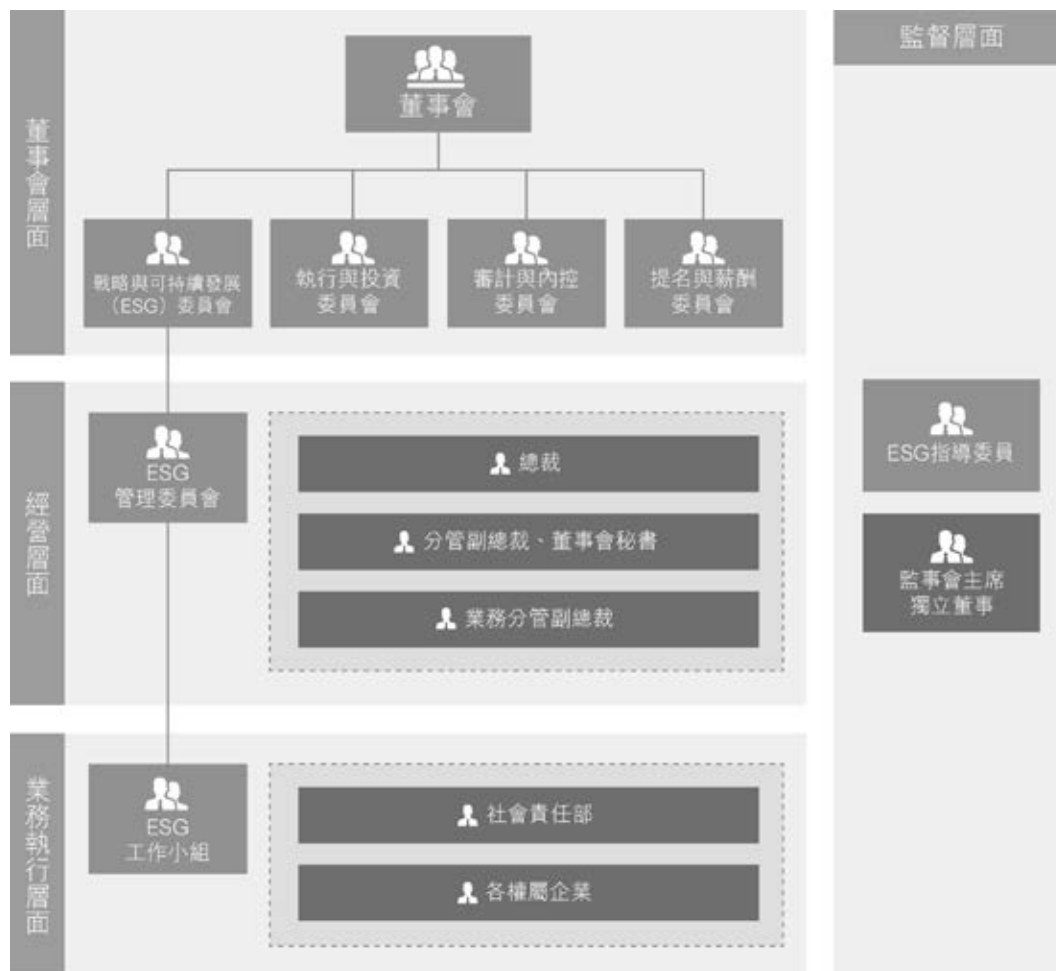 董事會層面
董事會
戰略與可持續發展
（ESG）委員會
執行與投資
委員會
審計與內控
委員會
提名與薪酬
委員會
經營層面
ESG
管理委員會
總裁
分管副總裁、董事會秘書
業務分管副總裁
業務執行層面
ESG
工作小組
社會責任部
各權屬企業
監督層面
ESG指導委員
監事會主席
獨立董事